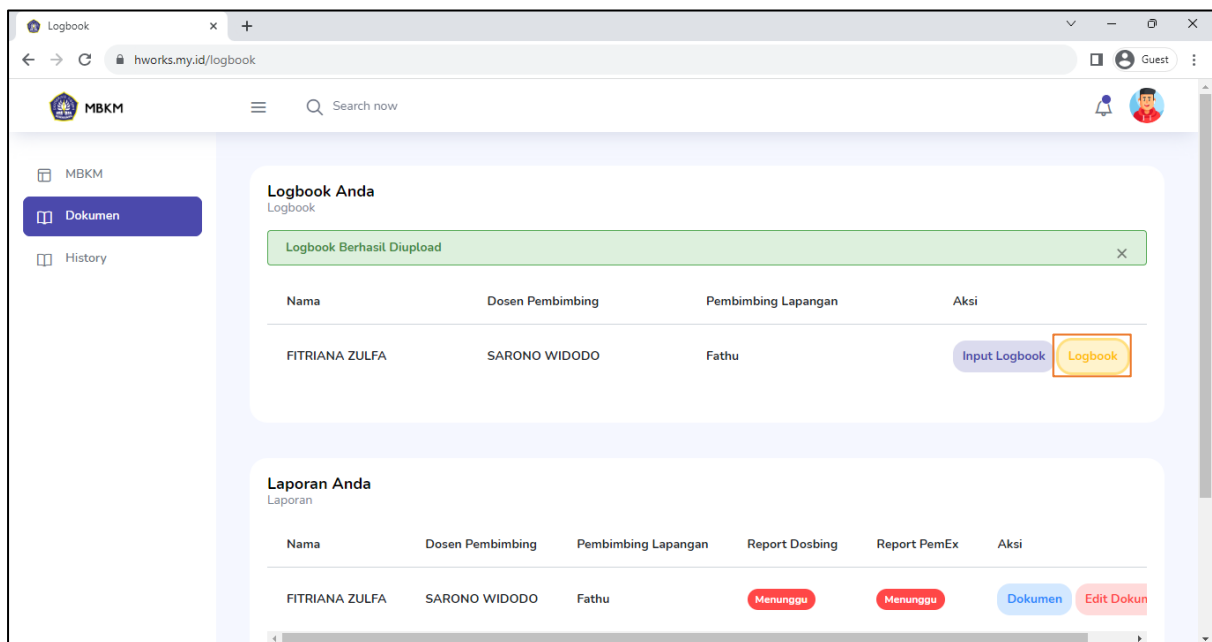 Logbook
hworks.my.id/logbook
Guest
MBKM
Search now
MBKM
Dokumen
History
Logbook Anda
Logbook
Logbook Berhasil Diupload
Nama Dosen Pembimbing Pembimbing Lapangan Aksi
FITRIANA ZULFA SARONO WIDODO Fathu Input Logbook Logbook
Laporan Anda
Laporan
Nama Dosen Pembimbing Pembimbing Lapangan Report Dosbing Report PemEx Aksi
FITRIANA ZULFA SARONO WIDODO Fathu Menunggu Menunggu Dokumen Edit Dokun